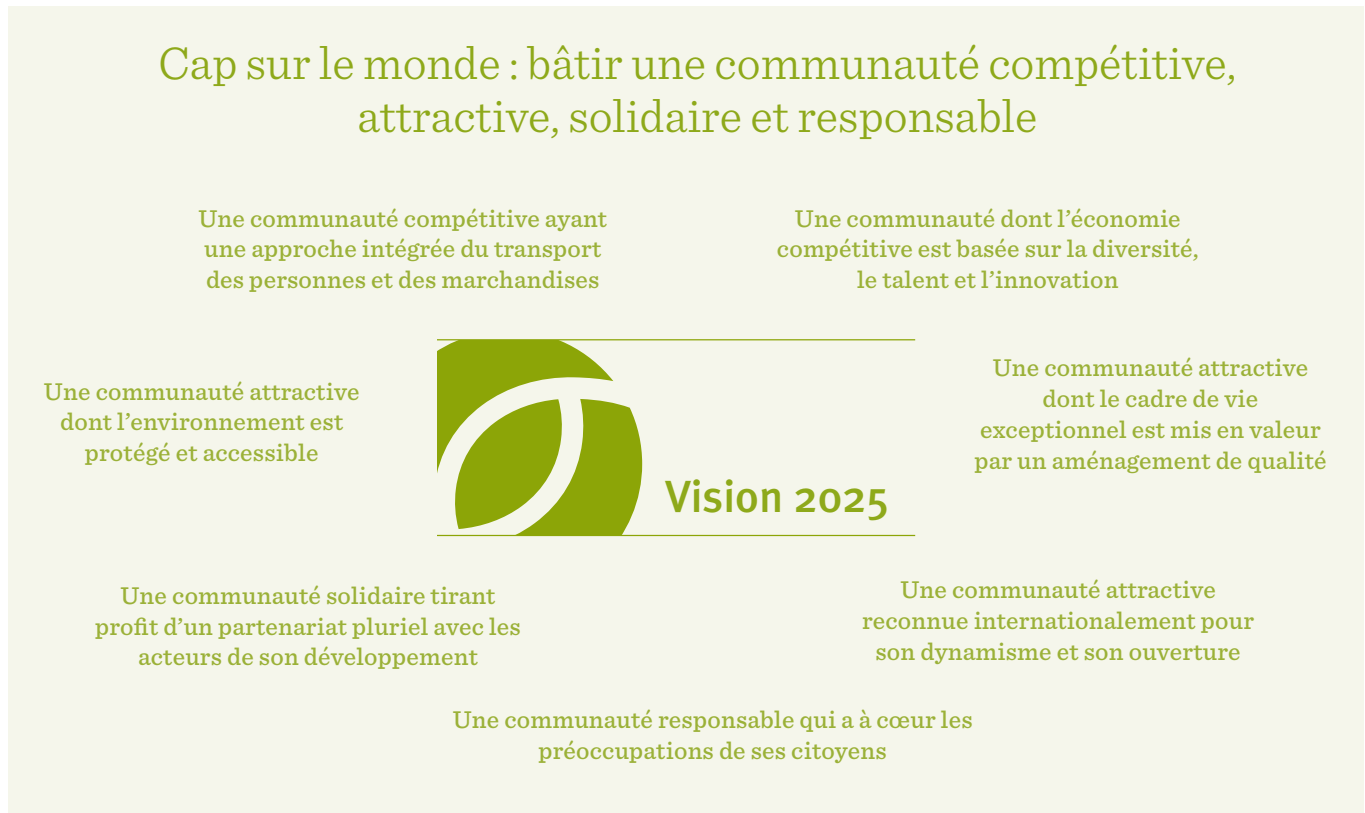 Cap sur le monde : bâtir une communauté compétitive,
attractive, solidaire et responsable
Une communauté compétitive ayant
une approche intégrée du transport
des personnes et des marchandises
Une communauté dont l’économie
compétitive est basée sur la diversité,
le talent et l’innovation
Une communauté attractive
dont l’environnement est
protégé et accessible
Vision 2025
Une communauté attractive
dont le cadre de vie
exceptionnel est mis en valeur
par un aménagement de qualité
Une communauté solidaire tirant
profit d’un partenariat pluriel avec les
acteurs de son développement
Une communauté attractive
reconnue internationalement pour
son dynamisme et son ouverture
Une communauté responsable qui a à cœur les
préoccupations de ses citoyens